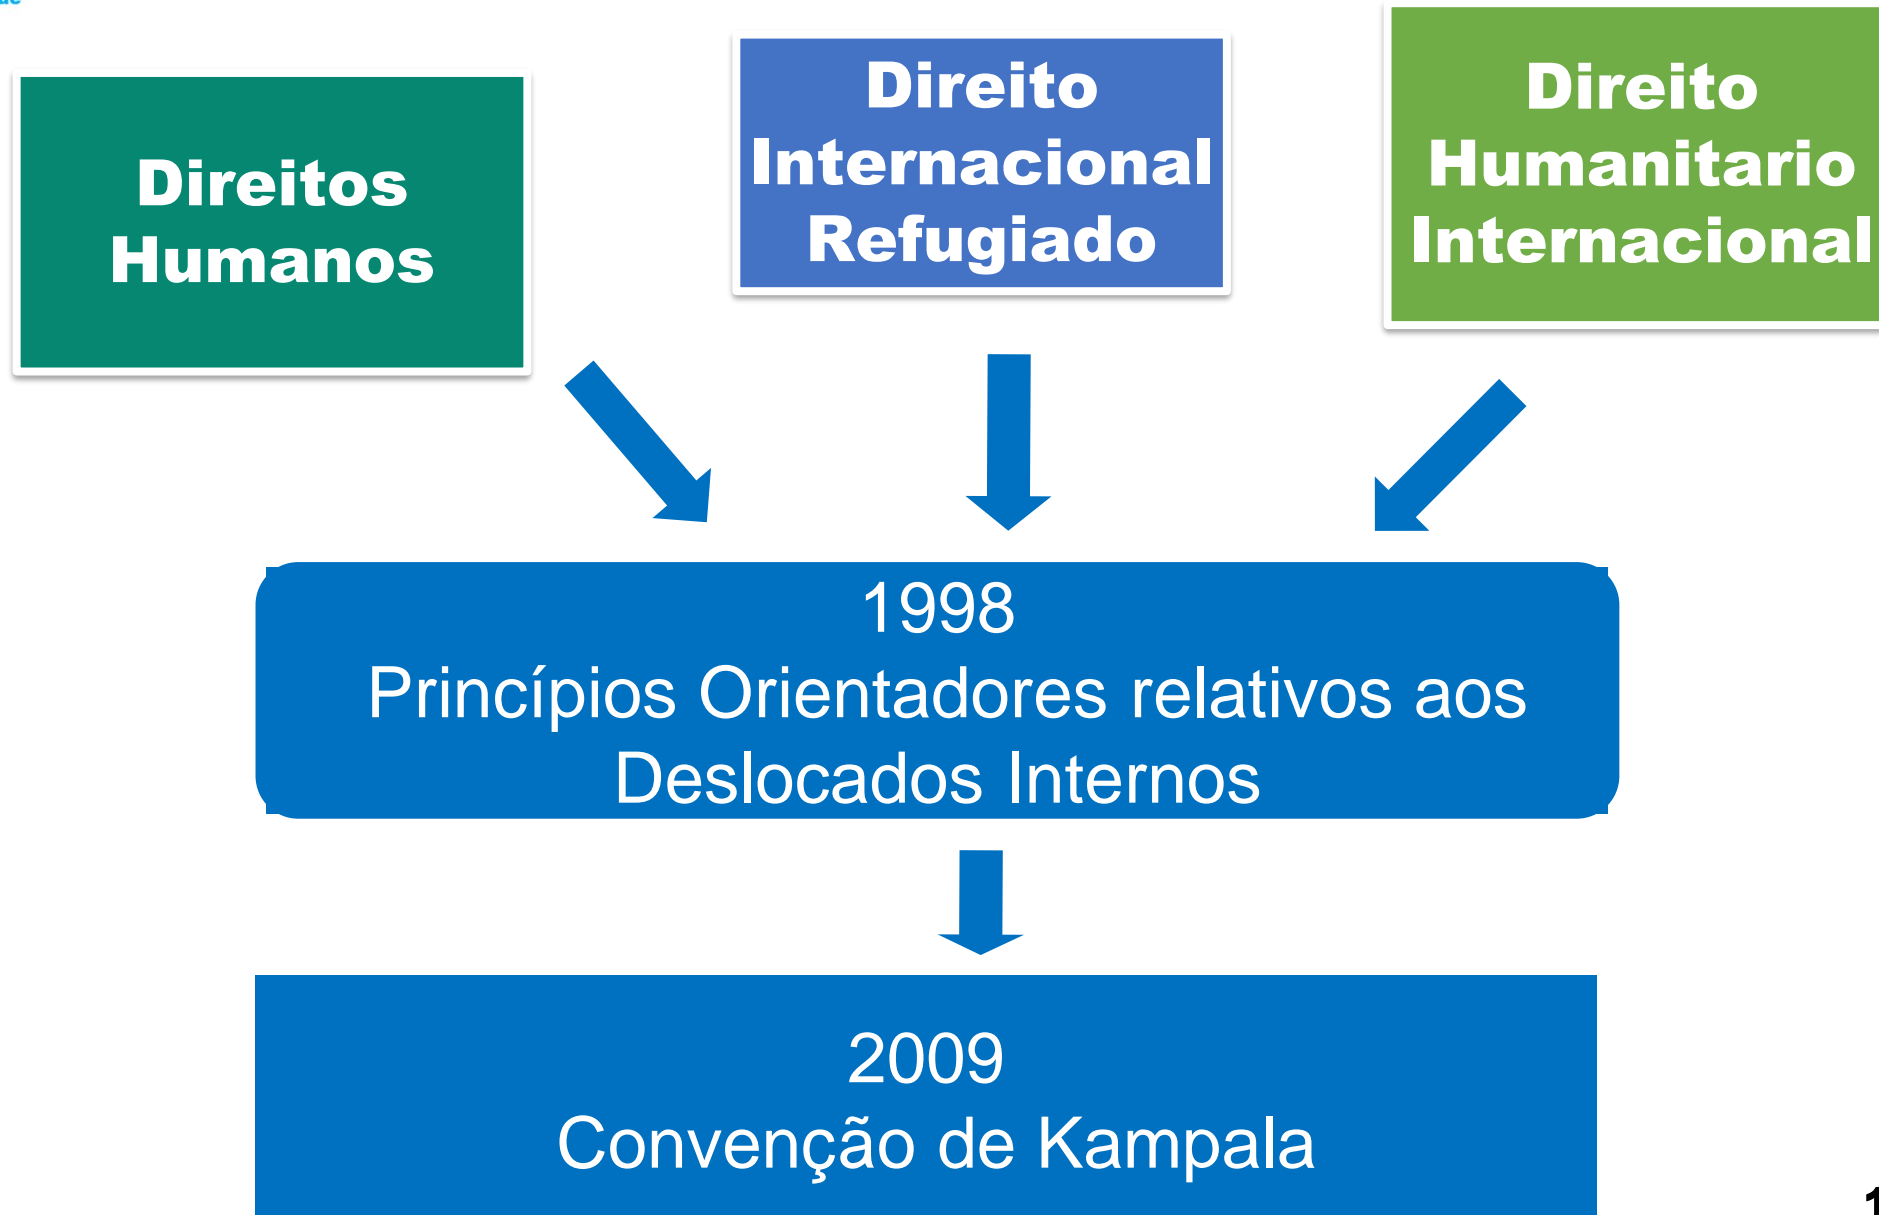 Direitos
Humanos
Direito
Internacional
Refugiado
Direito
Humanitario
Internacional
1998
Princípios Orientadores relativos aos
Deslocados Internos
2009
Convenção de Kampala